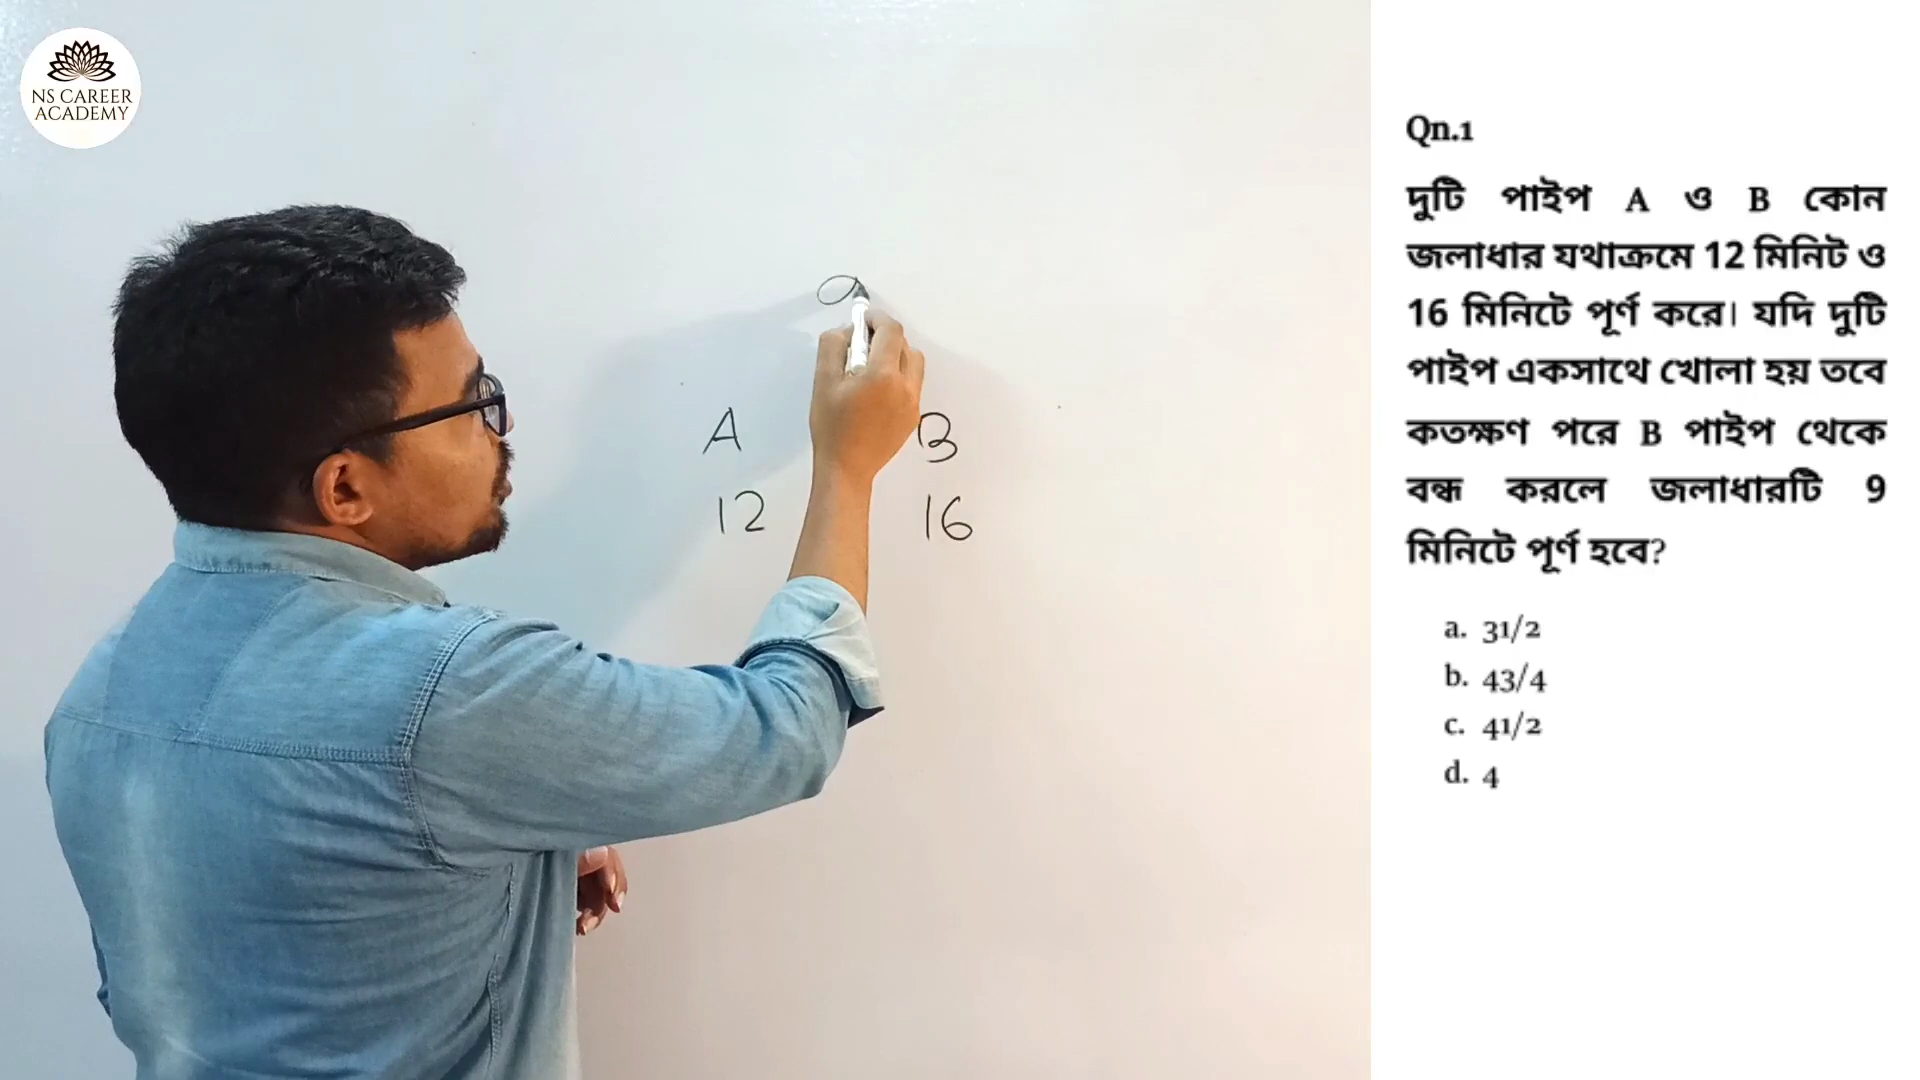 NS CAREER
ACADEMY
9
A
B
12
16
Qn.1
দুটি পাইপ A ও B কোন
জলাধার যথাক্রমে 12 মিনিট ও
16 মিনিটে পূর্ণ করে। যদি দুটি
পাইপ একসাথে খোলা হয় তবে
কতক্ষণ পরে B পাইপ থেকে
বন্ধ করলে জলাধারটি 9
মিনিটে পূর্ণ হবে?
a. 31/2
b. 43/4
c. 41/2
d. 4